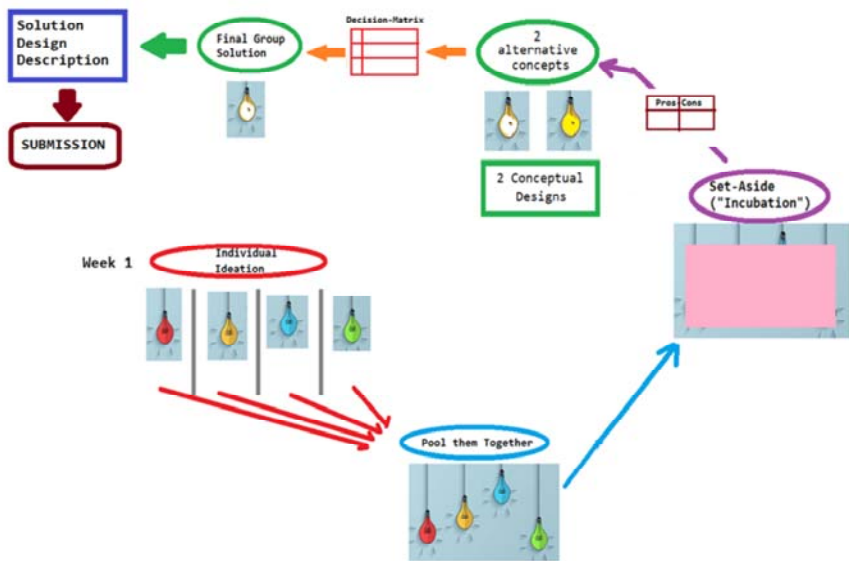 Solution
Design
Description
SUBMISSION
Final Group
Solution
Decision-Matrix
2
alternative
concepts
2 Conceptual
Designs
Pros-Cons
Set-Aside
("Incubation")
Week 1
Individual
Ideation
Pool them Together